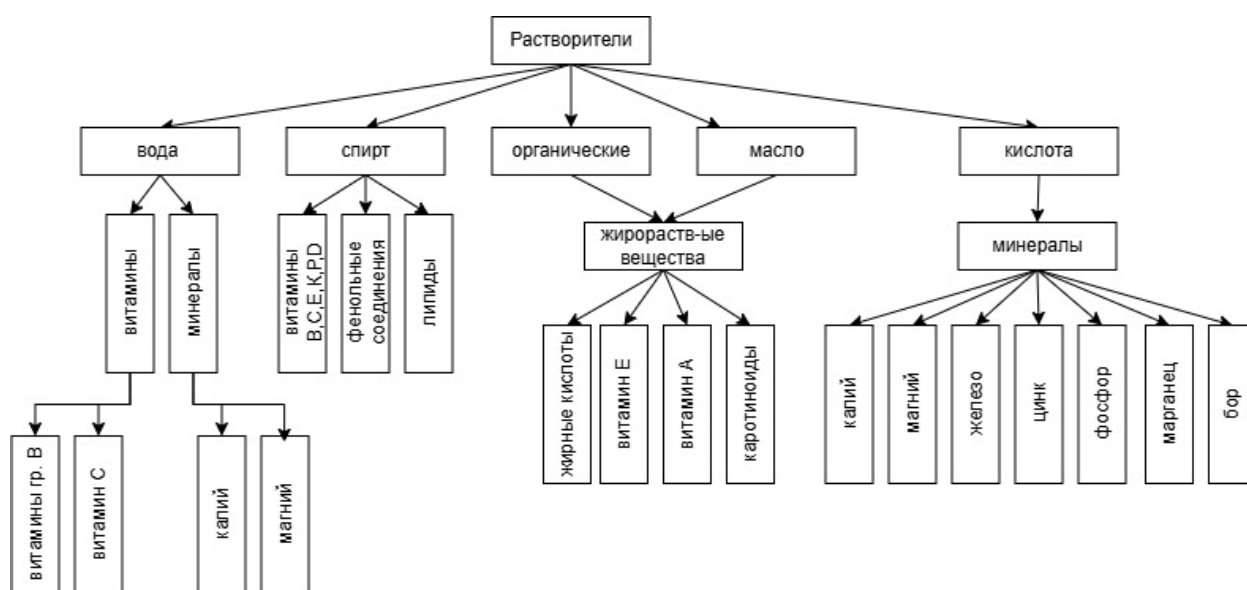 Растворители
вода
спирт
органические
масло
кислота
витамины
минералы
витамины
B,C,E,K,P,D
фенольные
соединения
липиды
жирораств-ые
вещества
минералы
жирные кислоты
витамин Е
витамин А
каротиноиды
калий
магний
железо
цинк
фосфор
марганец
бор
витамины гр. В
витамин С
калий
магний